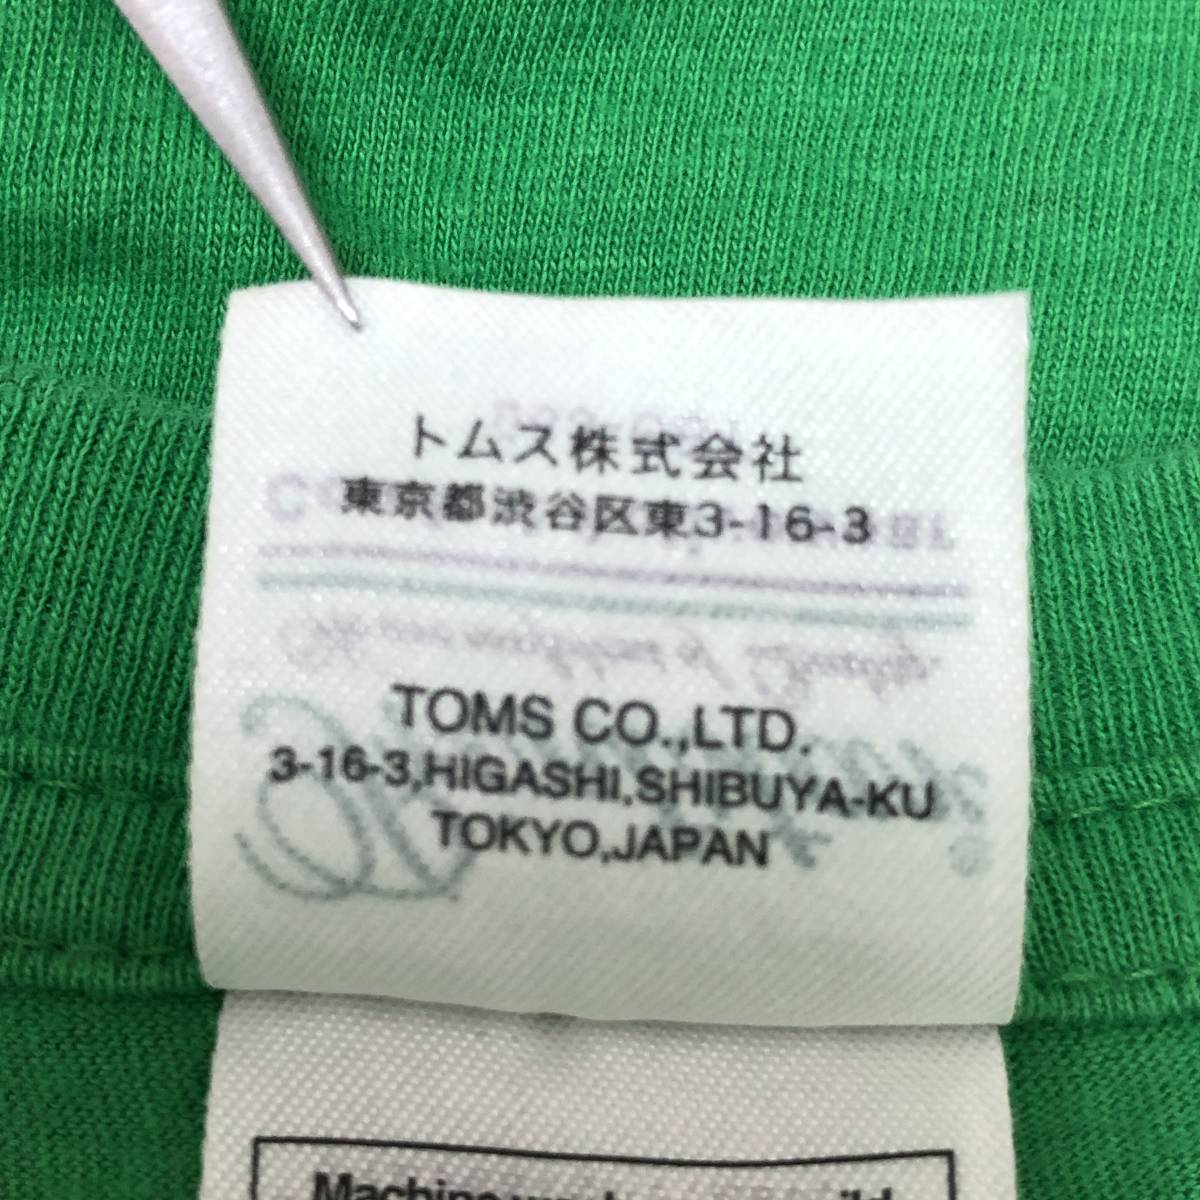 トムス株式会社
東京都渋谷区東3-16-3
TOMS CO.,LTD.
3-16-3,HIGASHI,SHIBUYA-KU
TOKYO,JAPAN
Machine